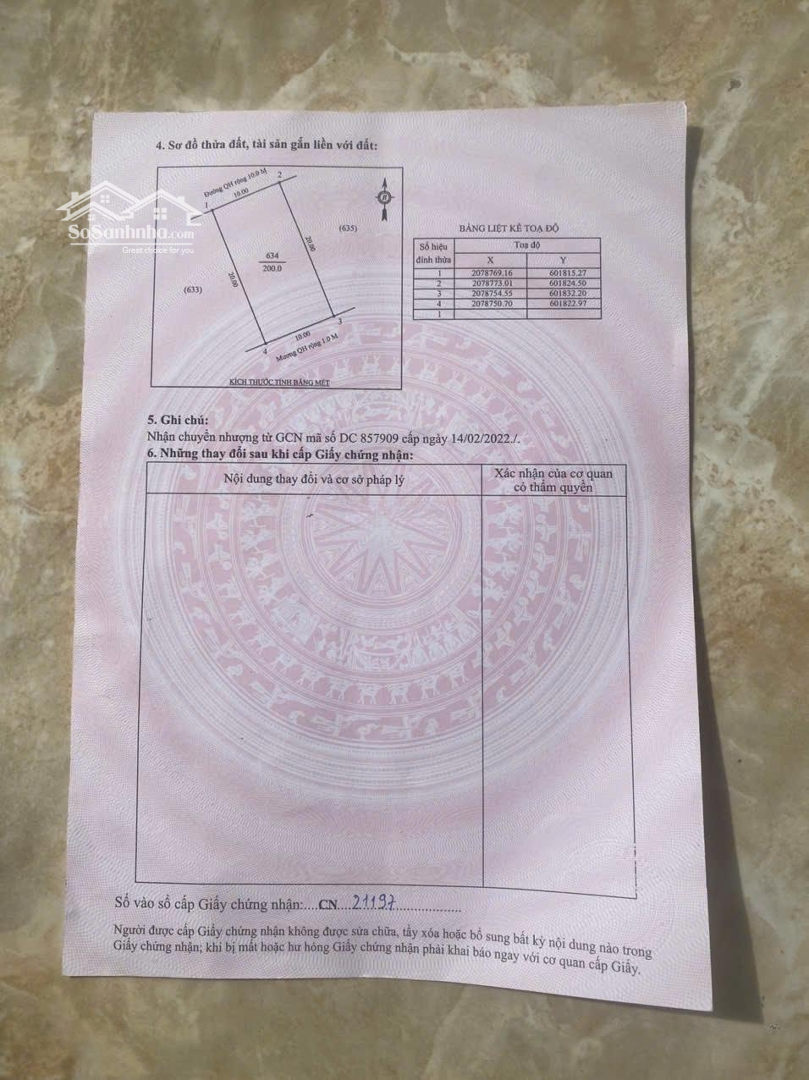 4. Sơ đồ thửa đất, tài sản gắn liền với đất:
Đường QH rộng 10.0 M
1
10.00
2
(635)
20.00
634
200.0
20.00
(633)
3
10.00
4
Mương QH rộng 1.0 M
KÍCH THƯỚC TÍNH BẰNG MÉT
SoSanhnha.com
Great choice for you
BẢNG LIỆT KÊ TOẠ ĐỘ
Số hiệu đỉnh thửa
Toạ độ
X Y
1 2078769.16 601815.27
2 2078773.01 601824.50
3 2078754.55 601832.20
4 2078750.70 601822.97
1
5. Ghi chú:
Nhận chuyển nhượng từ GCN mã số DC 857909 cấp ngày 14/02/2022./.
6. Những thay đổi sau khi cấp Giấy chứng nhận:
Nội dung thay đổi và cơ sở pháp lý
Xác nhận của cơ quan
có thẩm quyền
Số vào sổ cấp Giấy chứng nhận:....CN....21197....................
Người được cấp Giấy chứng nhận không được sửa chữa, tẩy xóa hoặc bổ sung bất kỳ nội dung nào trong
Giấy chứng nhận; khi bị mất hoặc hư hỏng Giấy chứng nhận phải khai báo ngay với cơ quan cấp Giấy.